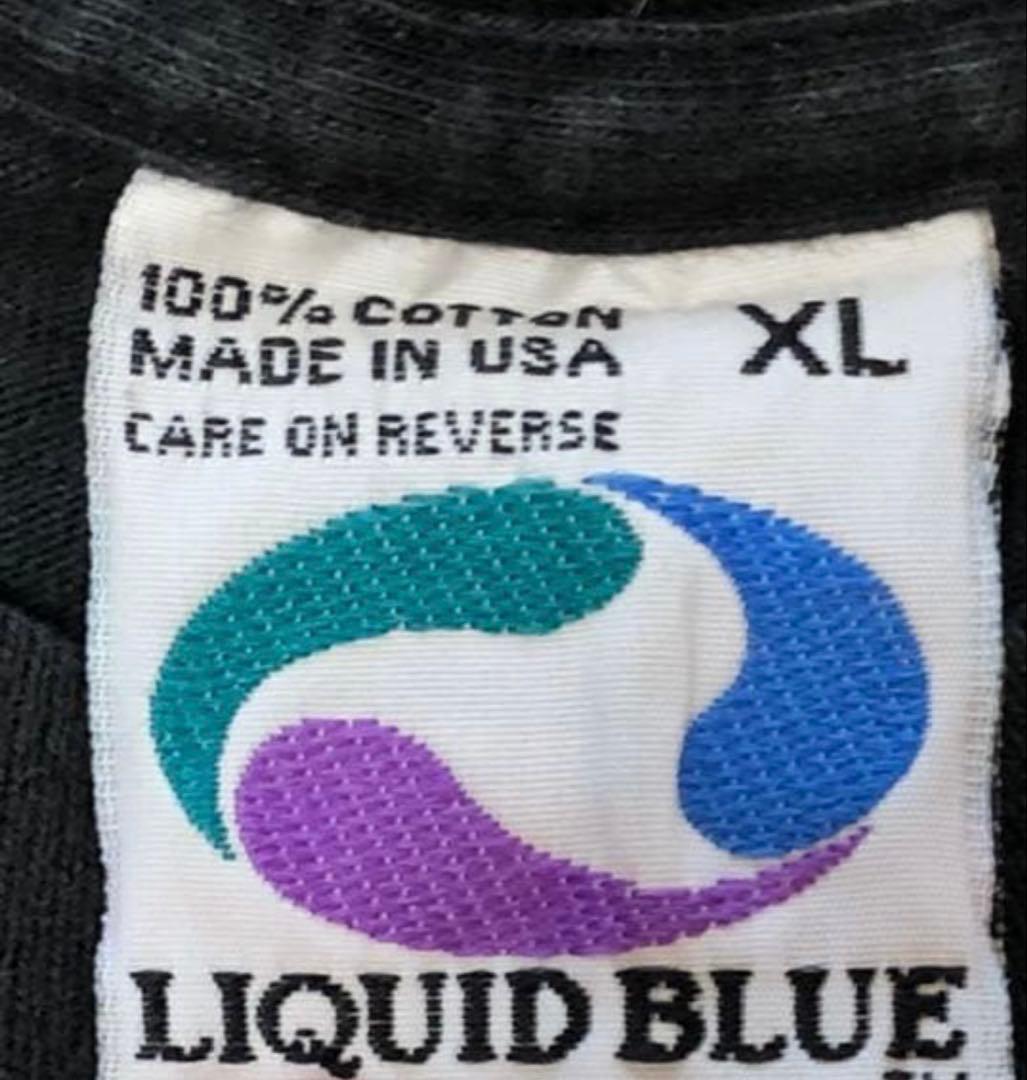 100% COTTON
XL
MADE IN USA
CARE ON REVERSE
LIQUID BLUE